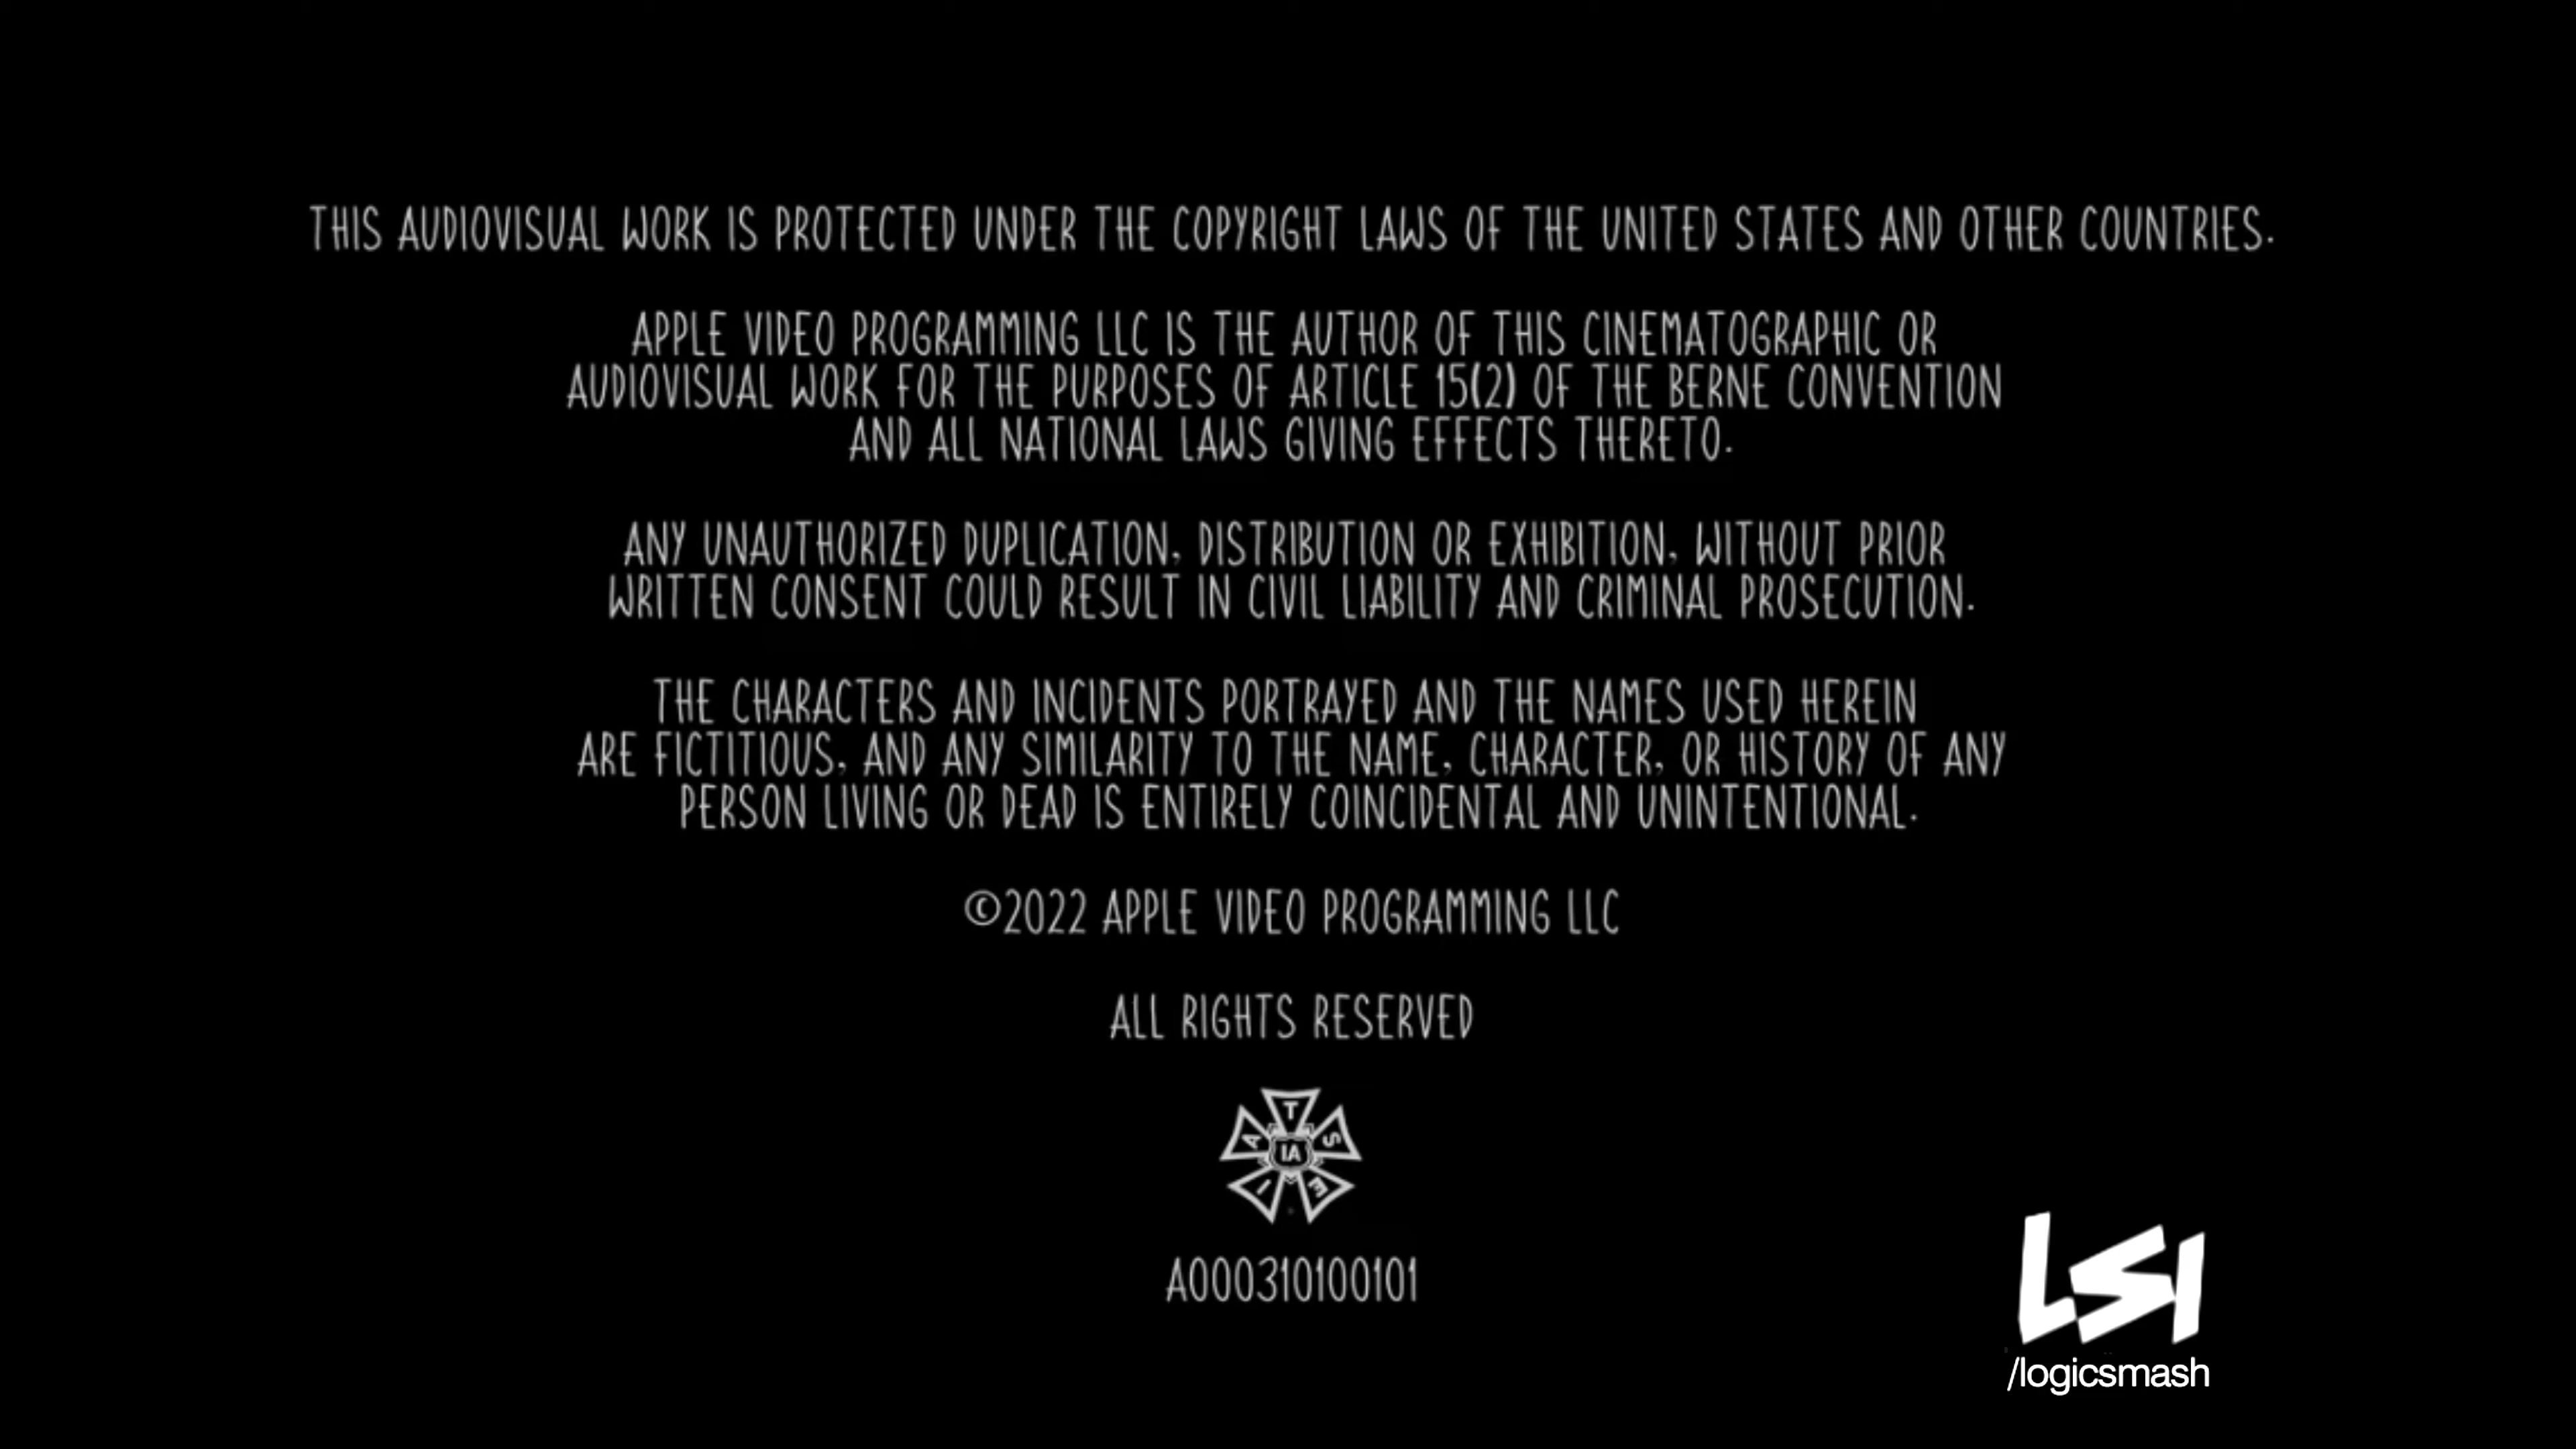 THIS AUDIOVISUAL WORK IS PROTECTED UNDER THE COPYRIGHT LAWS OF THE UNITED STATES AND OTHER COUNTRIES.
APPLE VIDEO PROGRAMMING LLC IS THE AUTHOR OF THIS CINEMATOGRAPHIC OR
AUDIOVISUAL WORK FOR THE PURPOSES OF ARTICLE 15(2) OF THE BERNE CONVENTION
AND ALL NATIONAL LAWS GIVING EFFECTS THERETO.
ANY UNAUTHORIZED DUPLICATION, DISTRIBUTION OR EXHIBITION, WITHOUT PRIOR
WRITTEN CONSENT COULD RESULT IN CIVIL LIABILITY AND CRIMINAL PROSECUTION.
THE CHARACTERS AND INCIDENTS PORTRAYED AND THE NAMES USED HEREIN
ARE FICTITIOUS, AND ANY SIMILARITY TO THE NAME, CHARACTER, OR HISTORY OF ANY
PERSON LIVING OR DEAD IS ENTIRELY COINCIDENTAL AND UNINTENTIONAL.
©2022 APPLE VIDEO PROGRAMMING LLC
ALL RIGHTS RESERVED
IATSE
IA
A000310100101
LSI
/logicsmash